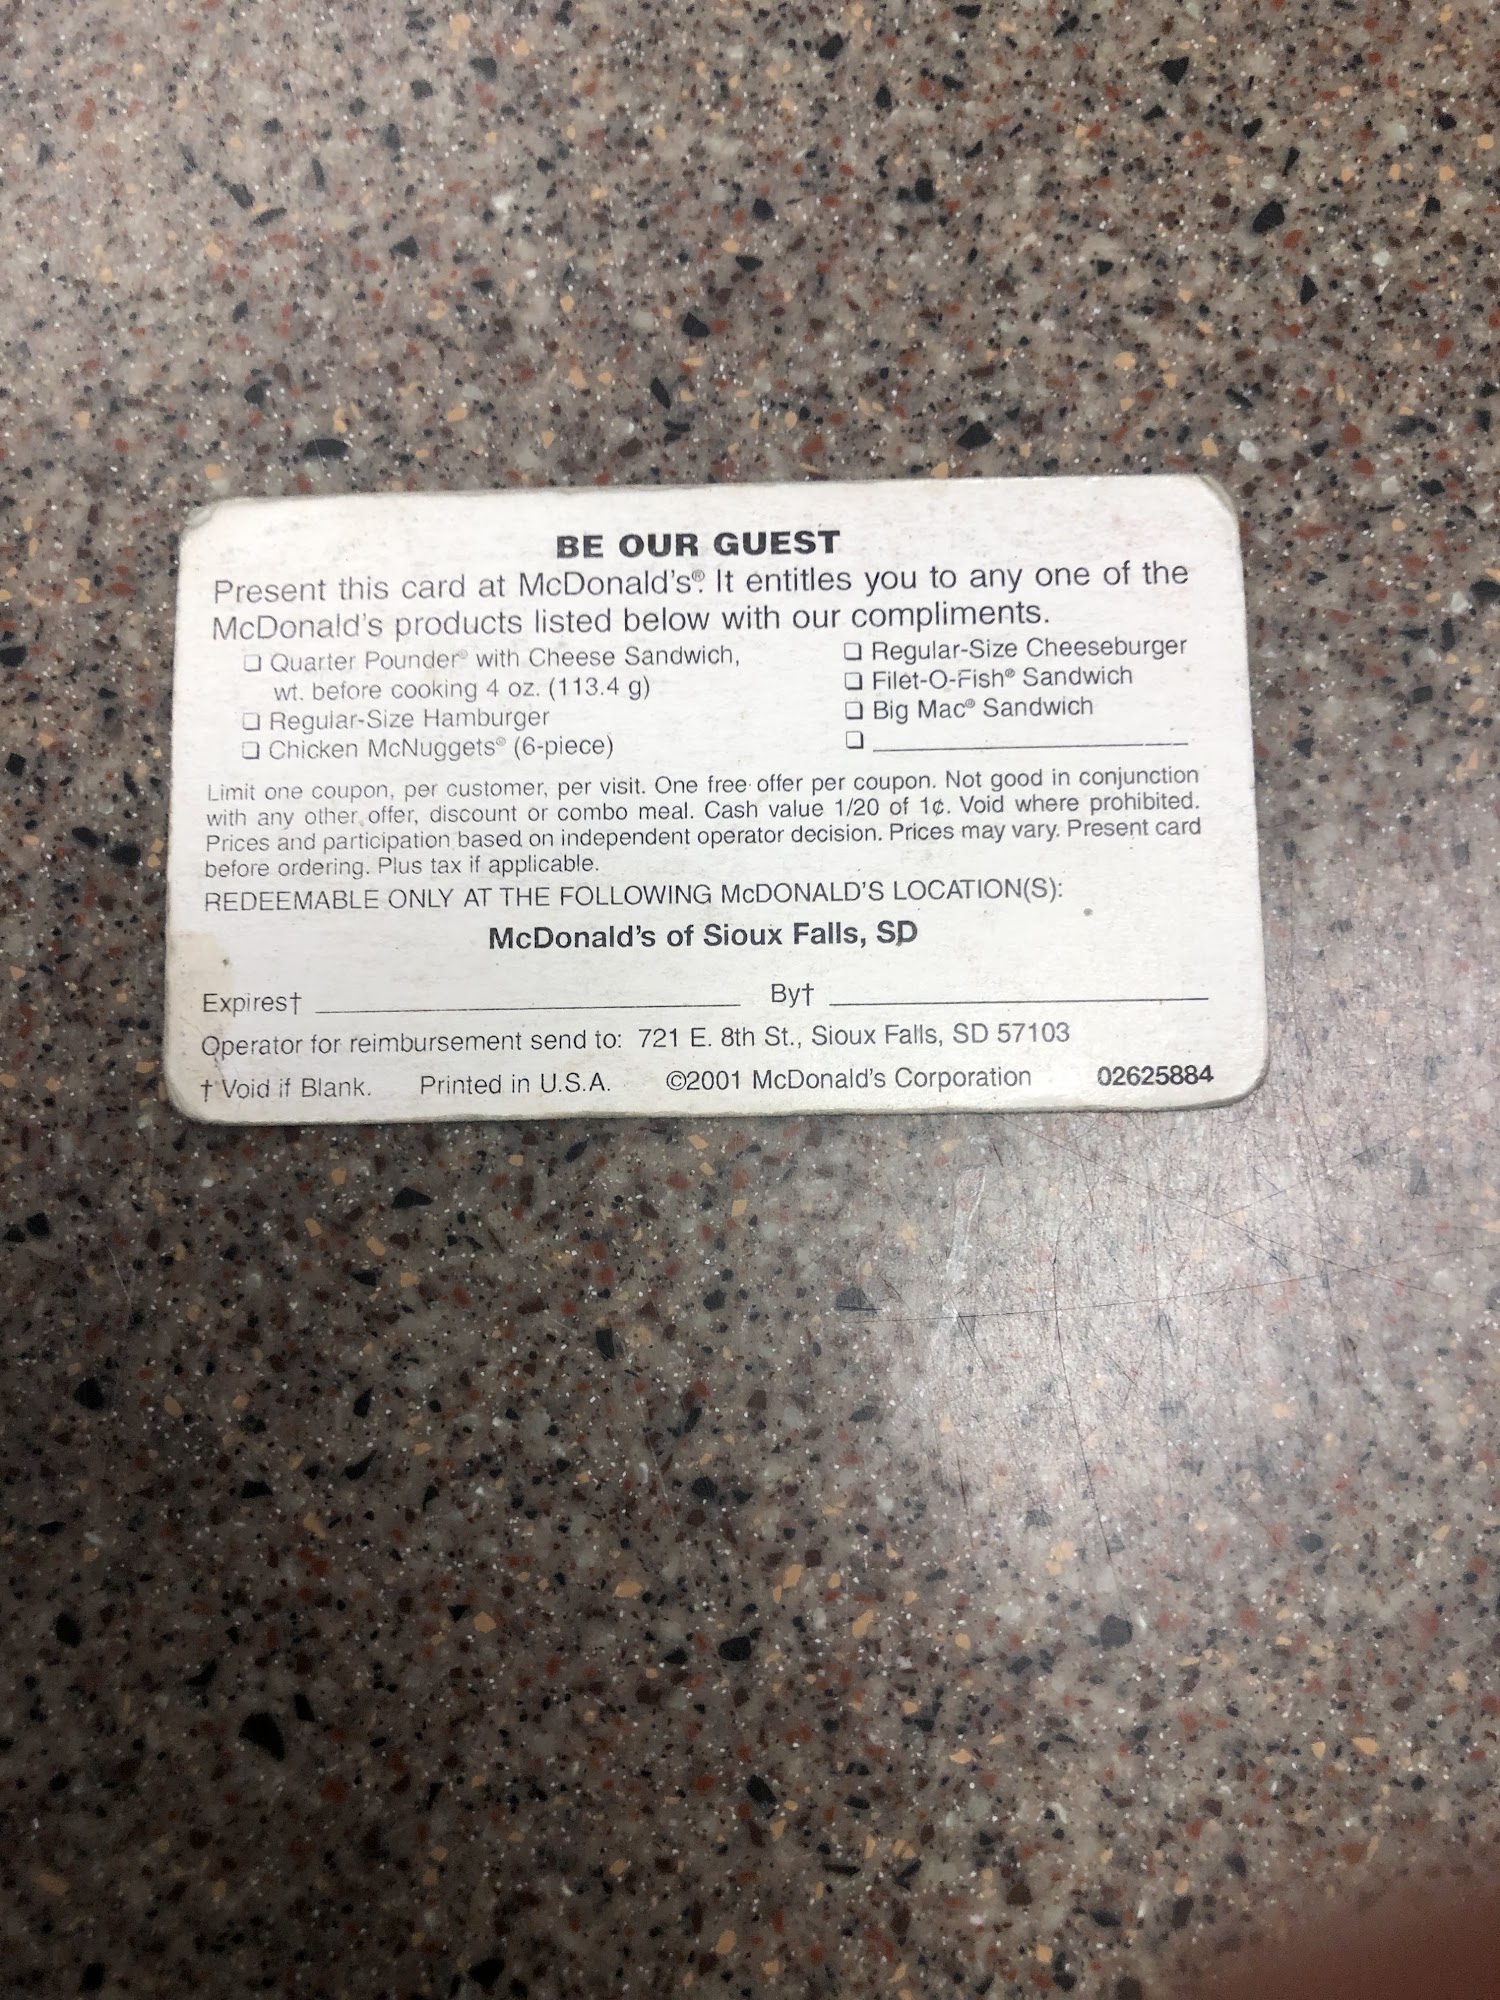 BE OUR GUEST
Present this card at McDonald's®. It entitles you to any one of the
McDonald's products listed below with our compliments.
❏ Quarter Pounder® with Cheese Sandwich,
wt. before cooking 4 oz. (113.4 g)
❏ Regular-Size Hamburger
❏ Chicken McNuggets® (6-piece)
❏ Regular-Size Cheeseburger
❏ Filet-O-Fish® Sandwich
❏ Big Mac® Sandwich
❏ ____________________
Limit one coupon, per customer, per visit. One free offer per coupon. Not good in conjunction
with any other offer, discount or combo meal. Cash value 1/20 of 1¢. Void where prohibited.
Prices and participation based on independent operator decision. Prices may vary. Present card
before ordering. Plus tax if applicable.
REDEEMABLE ONLY AT THE FOLLOWING McDONALD'S LOCATION(S):
McDonald's of Sioux Falls, SD
Expires† ____________________ By† ____________________
Operator for reimbursement send to: 721 E. 8th St., Sioux Falls, SD 57103
† Void if Blank. Printed in U.S.A. ©2001 McDonald's Corporation 02625884